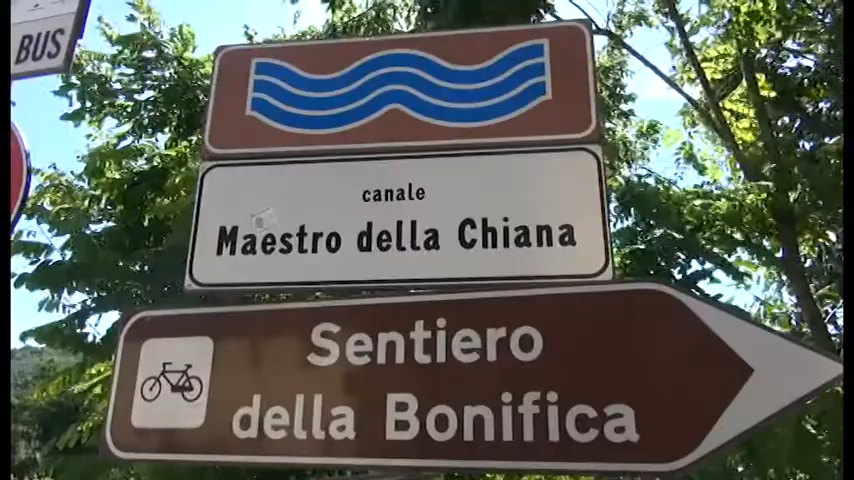 BUS
canale
Maestro della Chiana
Sentiero
della Bonifica